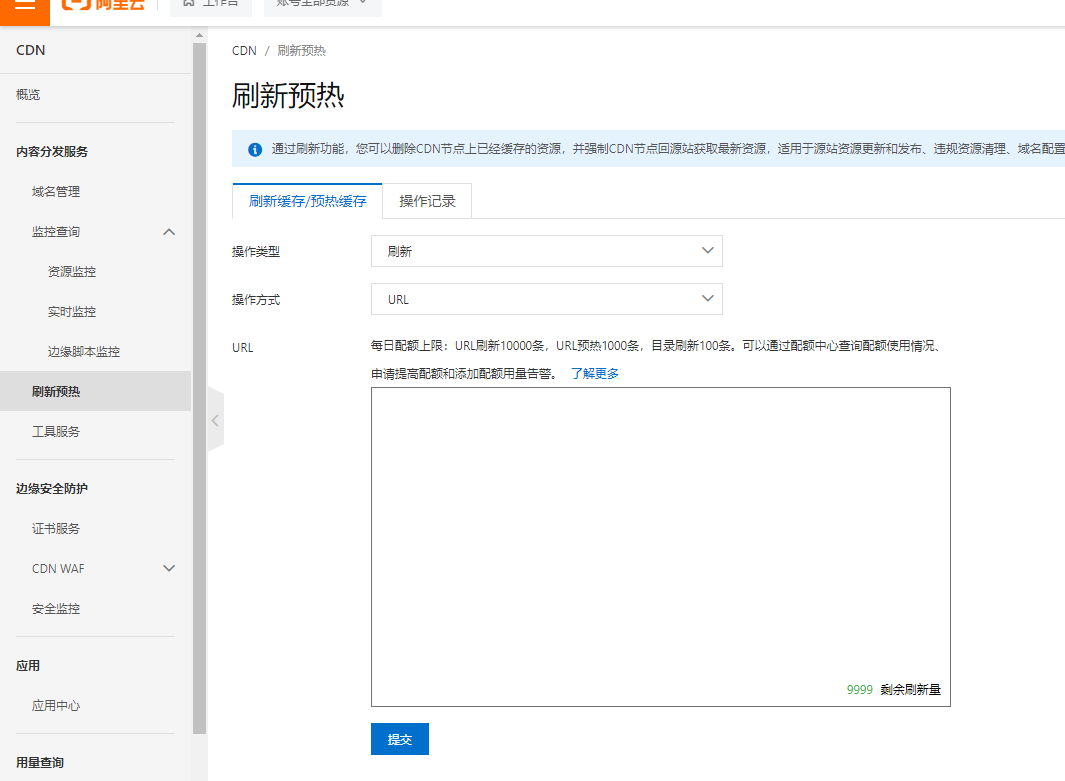 阿里云
工作台
账号全部资源
CDN
概览
内容分发服务
域名管理
监控查询
资源监控
实时监控
边缘脚本监控
刷新预热
工具服务
边缘安全防护
证书服务
CDN WAF
安全监控
应用
应用中心
用量查询
CDN / 刷新预热
刷新预热
通过刷新功能，您可以删除CDN节点上已经缓存的资源，并强制CDN节点回源站获取最新资源，适用于源站资源更新和发布、违规资源清理、域名配置
刷新缓存/预热缓存
操作记录
操作类型
刷新
操作方式
URL
URL
每日配额上限：URL刷新10000条，URL预热1000条，目录刷新100条。可以通过配额中心查询配额使用情况、
申请提高配额和添加配额用量告警。 了解更多
9999 剩余刷新量
提交